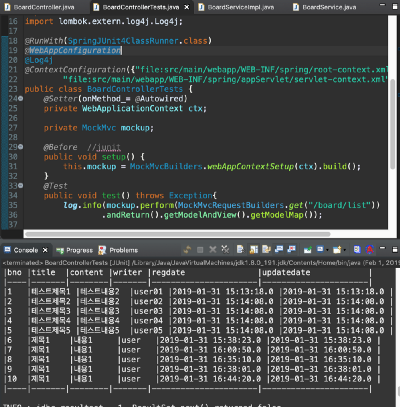 BoardController.java
BoardControllerTests.java
BoardServiceImpl.java
BoardService.java
16 import lombok.extern.log4j.Log4j;
18
19 @RunWith(SpringJUnit4ClassRunner.class)
20 @WebAppConfiguration
21 @Log4j
22 @ContextConfiguration({"file:src/main/webapp/WEB-INF/spring/root-context.xml
23 "file:src/main/webapp/WEB-INF/spring/appServlet/servlet-context.xml
24 public class BoardControllerTests {
25 @Setter(onMethod_= @Autowired)
26 private WebApplicationContext ctx;
27
28 private MockMvc mockup;
29
30 @Before //junit
31 public void setup() {
32 this.mockup = MockMvcBuilders.webAppContextSetup(ctx).build();
33 }
34 @Test
35 public void test() throws Exception{
36 log.info(mockup.perform(MockMvcRequestBuilders.get("/board/list"))
.andReturn().getModelAndView().getModelMap());
37
Console Progress Problems
<terminated> BoardControllerTests [JUnit] /Library/Java/JavaVirtualMachines/jdk1.8.0_191.jdk/Contents/Home/bin/java (Feb 1, 2019
|bno |title |content |writer |regdate |updatedate |
|1 |테스트제목1 |테스트내용2 |user01 |2019-01-31 15:13:18.0 |2019-01-31 15:13:18.0 |
|2 |테스트제목2 |테스트내용2 |user02 |2019-01-31 15:14:08.0 |2019-01-31 15:14:08.0 |
|3 |테스트제목3 |테스트내용3 |user03 |2019-01-31 15:14:08.0 |2019-01-31 15:14:08.0 |
|4 |테스트제목4 |테스트내용4 |user04 |2019-01-31 15:14:08.0 |2019-01-31 15:14:08.0 |
|5 |테스트제목5 |테스트내용5 |user05 |2019-01-31 15:14:08.0 |2019-01-31 15:14:08.0 |
|6 |제목1 |내용1 |user |2019-01-31 15:38:23.0 |2019-01-31 15:38:23.0 |
|7 |제목1 |내용1 |user |2019-01-31 16:00:50.0 |2019-01-31 16:00:50.0 |
|8 |제목1 |내용1 |user |2019-01-31 16:35:10.0 |2019-01-31 16:35:10.0 |
|9 |제목1 |내용1 |user |2019-01-31 16:38:01.0 |2019-01-31 16:38:01.0 |
|10 |제목1 |내용1 |user |2019-01-31 16:44:20.0 |2019-01-31 16:44:20.0 |